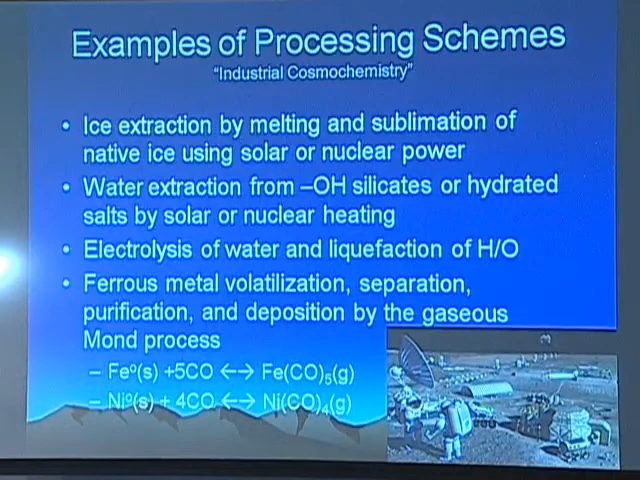 Examples of Processing Schemes
"Industrial Cosmochemistry"
• Ice extraction by melting and sublimation of
native ice using solar or nuclear power
• Water extraction from –OH silicates or hydrated
salts by solar or nuclear heating
• Electrolysis of water and liquefaction of H/O
• Ferrous metal volatilization, separation,
purification, and deposition by the gaseous
Mond process
– Feº(s) +5CO ←→ Fe(CO)₅(g)
– Niº(s) + 4CO ←→ Ni(CO)₄(g)